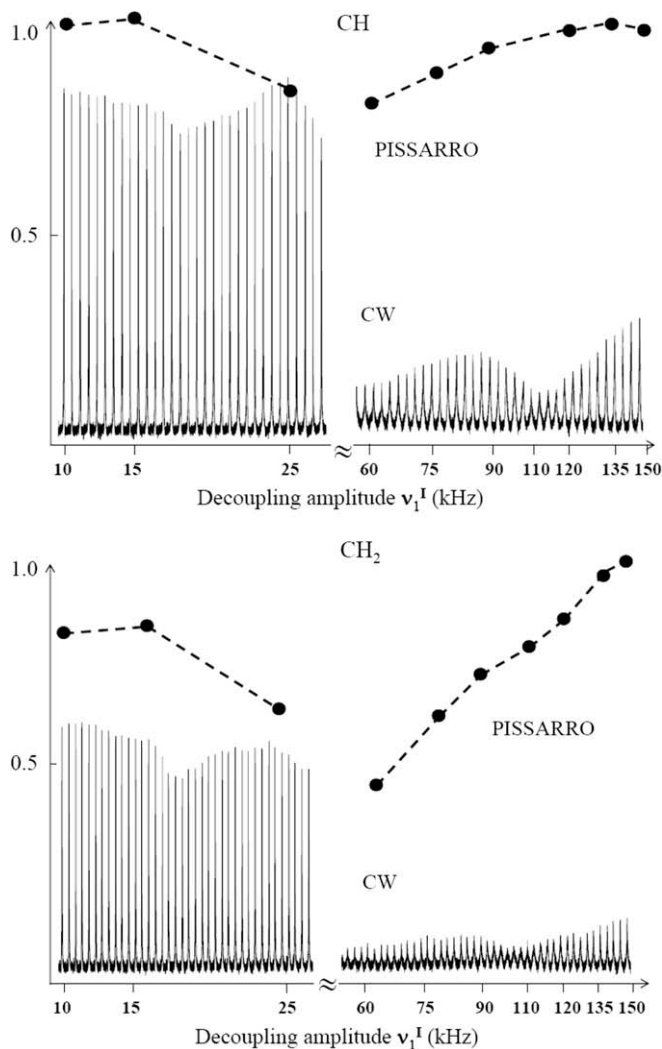 1.0
CH
PISSARRO
0.5
CW
10 15 25 ≈ 60 75 90 110 120 135 150
Decoupling amplitude ν₁ᴵ (kHz)
CH₂
1.0
PISSARRO
0.5
CW
10 15 25 ≈ 60 75 90 110 120 135 150
Decoupling amplitude ν₁ᴵ (kHz)